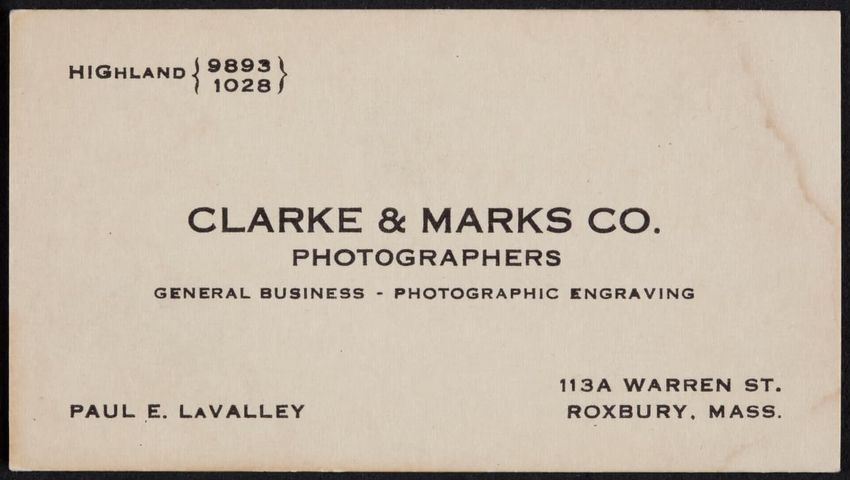 HIGHLAND { 9893 }
1028
CLARKE & MARKS CO.
PHOTOGRAPHERS
GENERAL BUSINESS - PHOTOGRAPHIC ENGRAVING
113A WARREN ST.
PAUL E. LAVALLEY
ROXBURY, MASS.